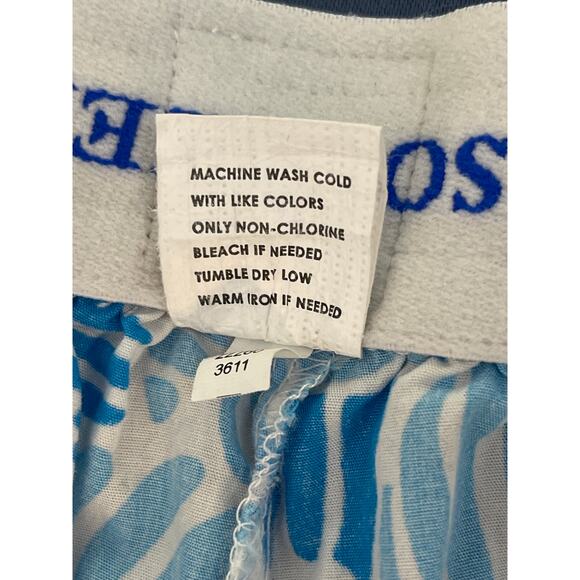 MACHINE WASH COLD
WITH LIKE COLORS
ONLY NON-CHLORINE
BLEACH IF NEEDED
TUMBLE DRY LOW
WARM IRON IF NEEDED
3611